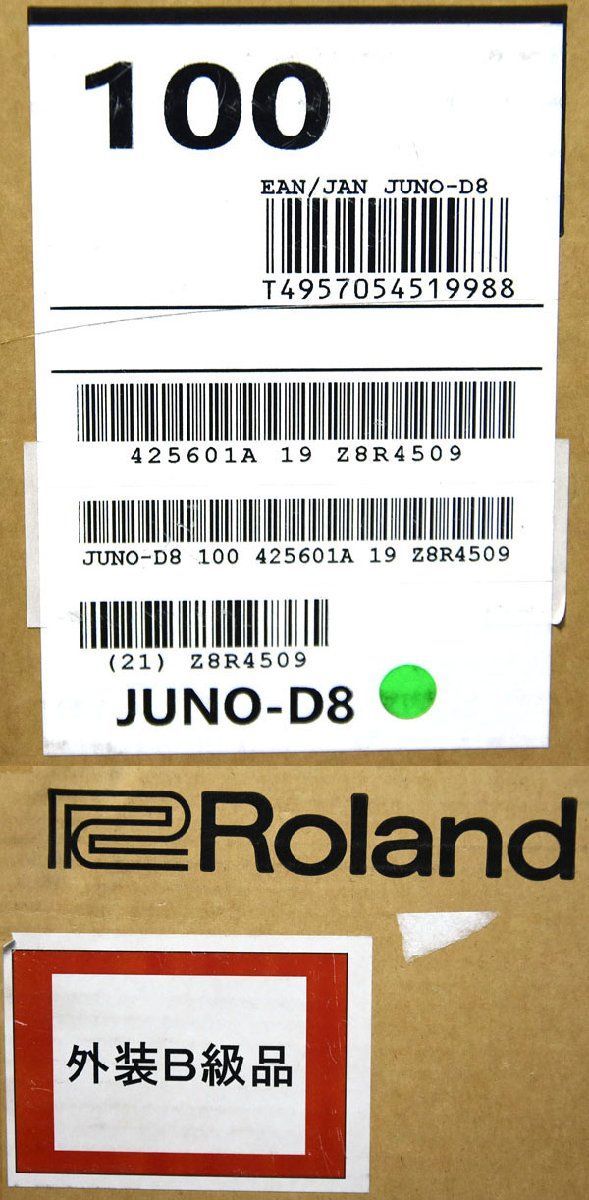 100
EAN/JAN JUNO-D8
T4957054519988
425601A 19 Z8R4509
JUNO-D8 100 425601A 19 Z8R4509
(21) Z8R4509
JUNO-D8
Roland
外装B級品